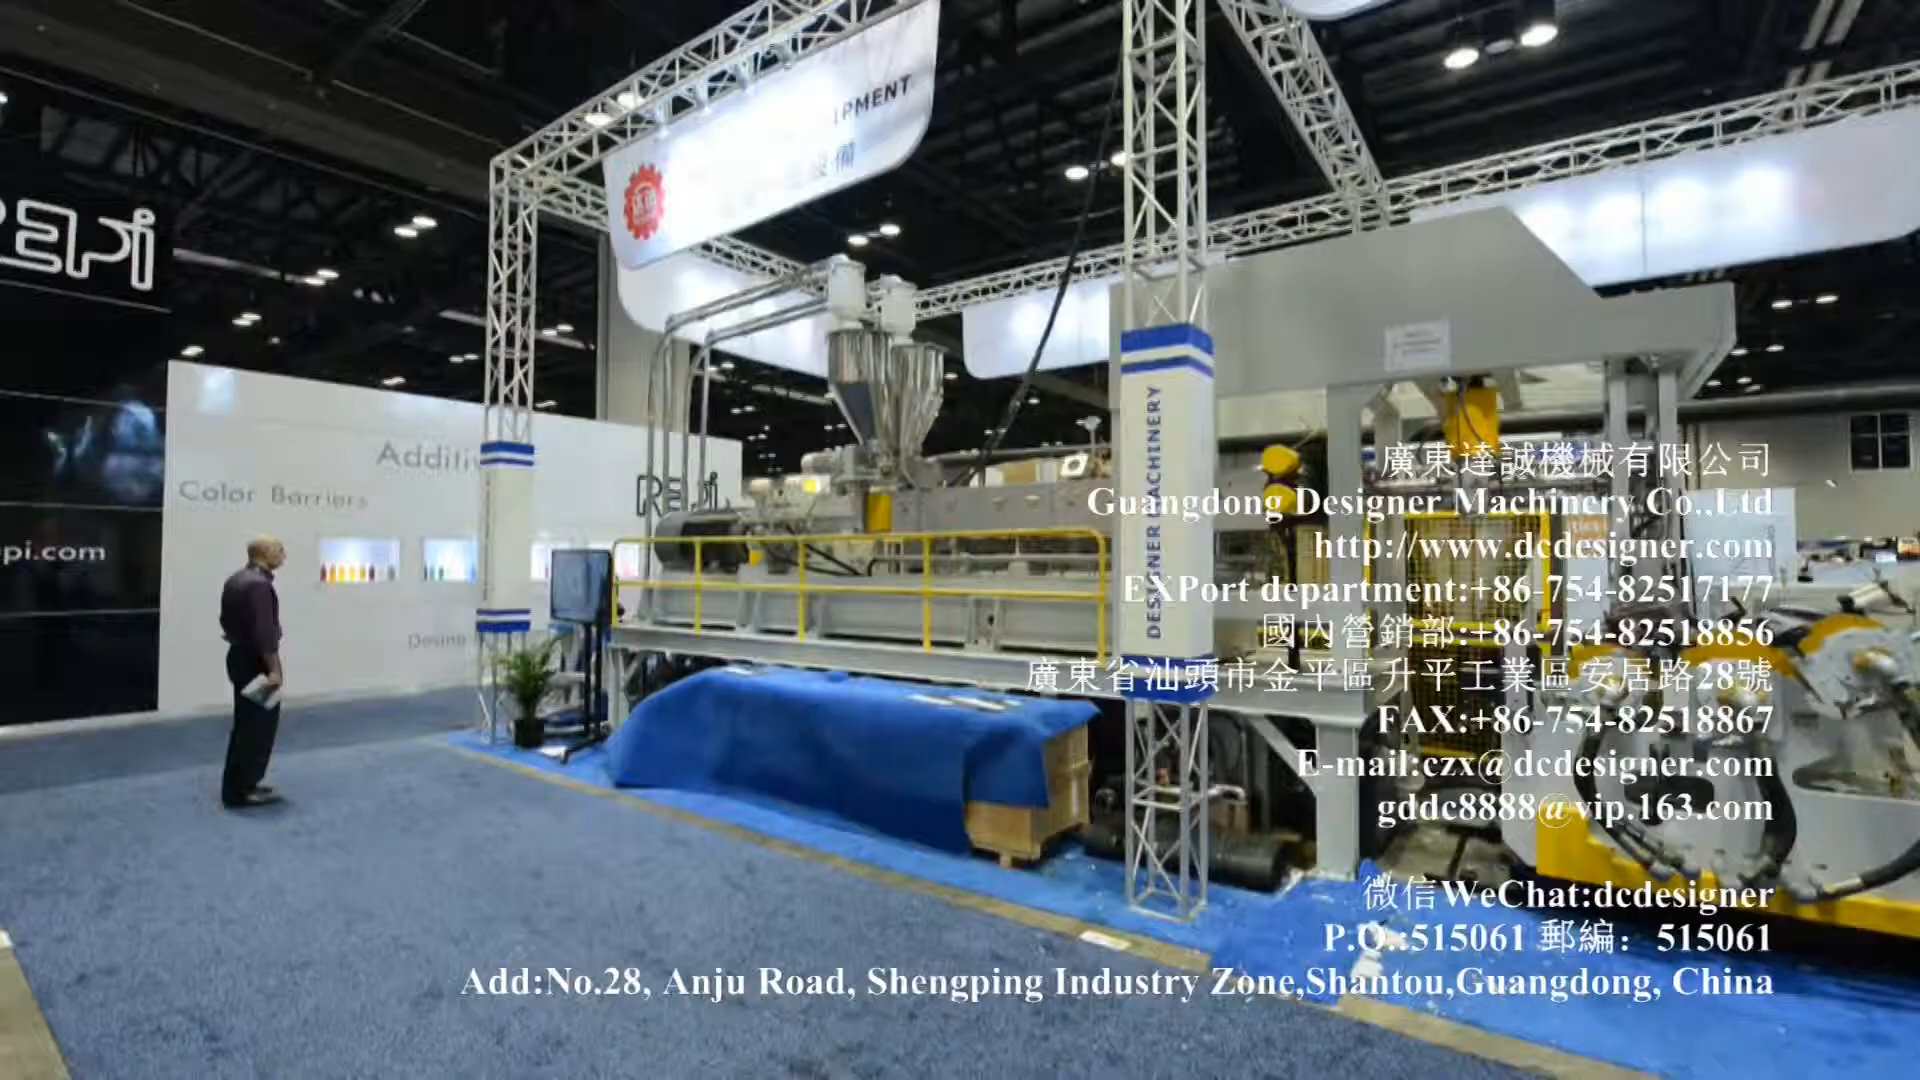 IPMENT
設備
REPi
Additi
Color Barriers
REPi
pi.com
DESIGNER MACHINERY
廣東達誠機械有限公司
Guangdong Designer Machinery Co.,Ltd
http://www.dcdesigner.com
EXPort department:+86-754-82517177
國內營銷部:+86-754-82518856
廣東省汕頭市金平區升平工業區安居路28號
FAX:+86-754-82518867
E-mail:czx@dcdesigner.com
gddc8888@vip.163.com
微信WeChat:dcdesigner
P.O.:515061 郵編：515061
Add:No.28, Anju Road, Shengping Industry Zone,Shantou,Guangdong, China